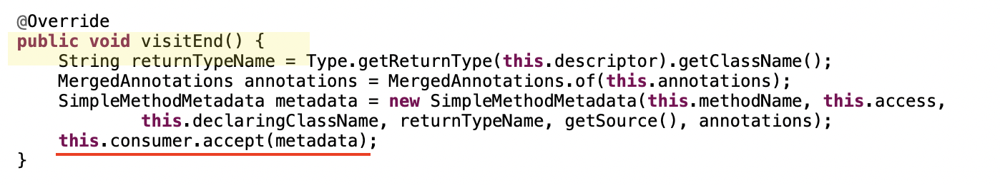 @Override
public void visitEnd() {
    String returnTypeName = Type.getReturnType(this.descriptor).getClassName();
    MergedAnnotations annotations = MergedAnnotations.of(this.annotations);
    SimpleMethodMetadata metadata = new SimpleMethodMetadata(this.methodName, this.access,
            this.declaringClassName, returnTypeName, getSource(), annotations);
    this.consumer.accept(metadata);
}